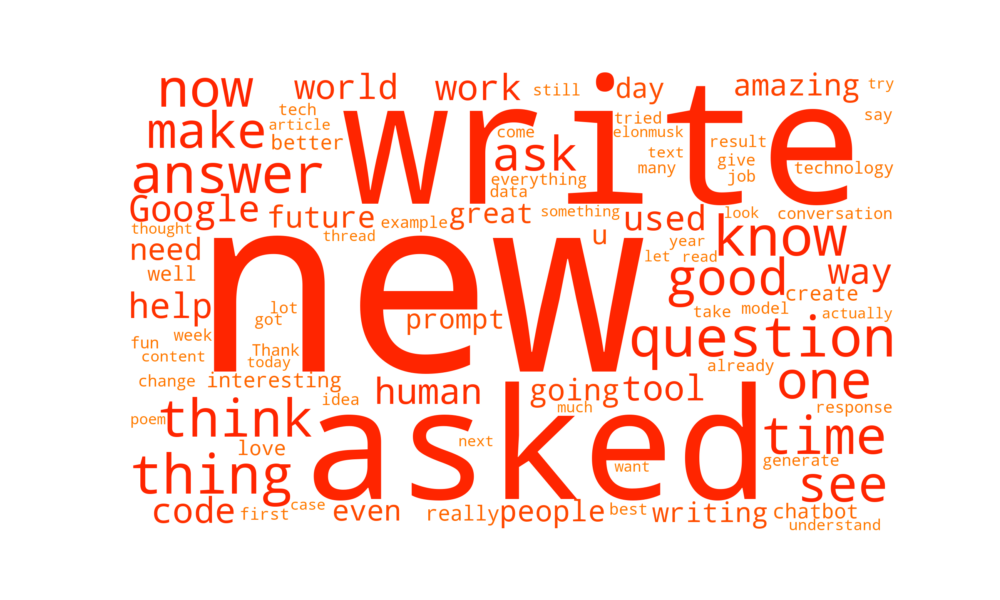 now world work still day amazing try
tech write say
make article tried
better come elonmusk result
ask text give technology
answer everything many job
data
Google future example great something used look conversation
thought thread u year know
need new let read
well good way
create
help lot prompt take model actually
got
fun week question
content Thank
today already
change interesting human going tool one
idea much response
poem think asked time
love next generate
thing want see
code first case even really people best writing chatbot
understand